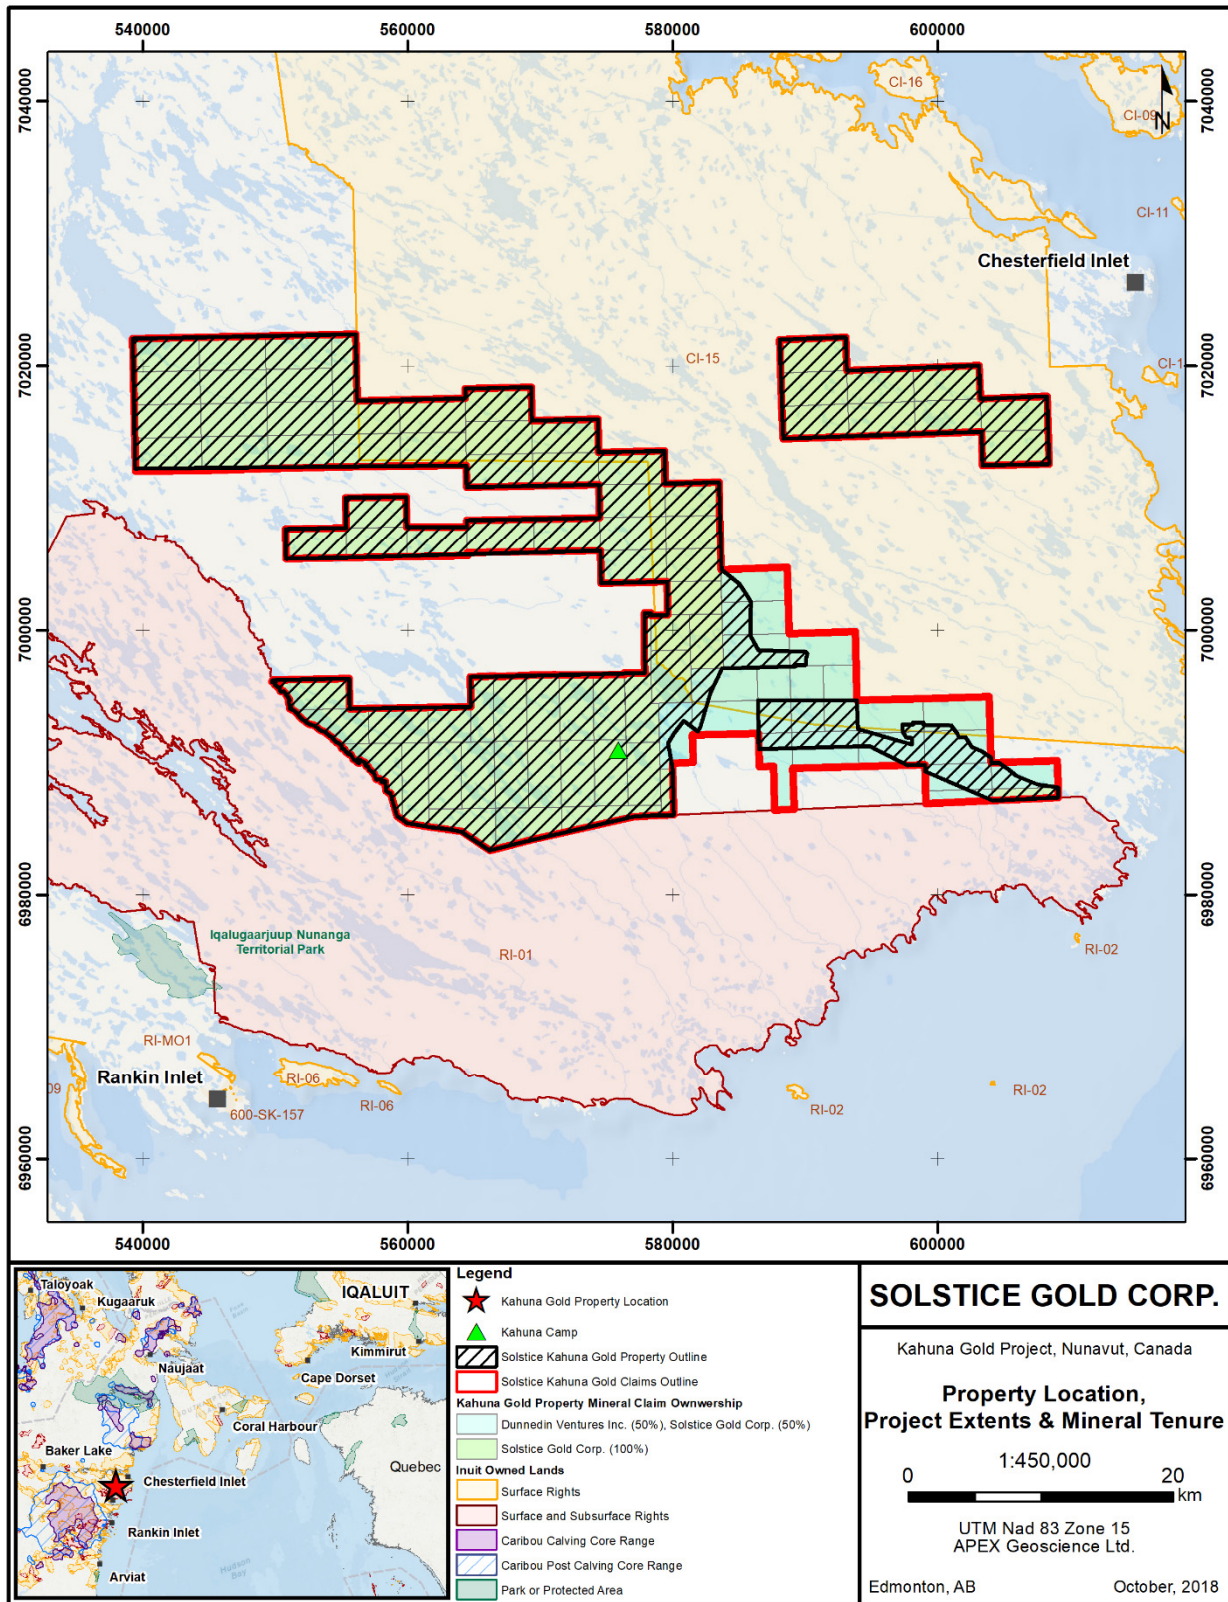 540000 560000 580000 600000
7040000 7040000
CI-16
CI-09
N
CI-11
Chesterfield Inlet
7020000 7020000
CI-15
CI-1
7000000 7000000
6980000 6980000
Iqalugaarjuup Nunanga
Territorial Park
RI-01
RI-02
RI-MO1
Rankin Inlet
RI-06
09
RI-06
600-SK-157
RI-02
RI-02
6960000 6960000
540000 560000 580000 600000
Taloyoak
Kugaaruk
IQALUIT
Kimmirut
Naujaat
Cape Dorset
Coral Harbour
Baker Lake
Quebec
Chesterfield Inlet
Rankin Inlet
Hudson
Bay
Arviat
Legend
Kahuna Gold Property Location
Kahuna Camp
Solstice Kahuna Gold Property Outline
Solstice Kahuna Gold Claims Outline
Kahuna Gold Property Mineral Claim Ownwership
Dunnedin Ventures Inc. (50%), Solstice Gold Corp. (50%)
Solstice Gold Corp. (100%)
Inuit Owned Lands
Surface Rights
Surface and Subsurface Rights
Caribou Calving Core Range
Caribou Post Calving Core Range
Park or Protected Area
SOLSTICE GOLD CORP.
Kahuna Gold Project, Nunavut, Canada
Property Location,
Project Extents & Mineral Tenure
1:450,000
0 20
km
UTM Nad 83 Zone 15
APEX Geoscience Ltd.
Edmonton, AB October, 2018